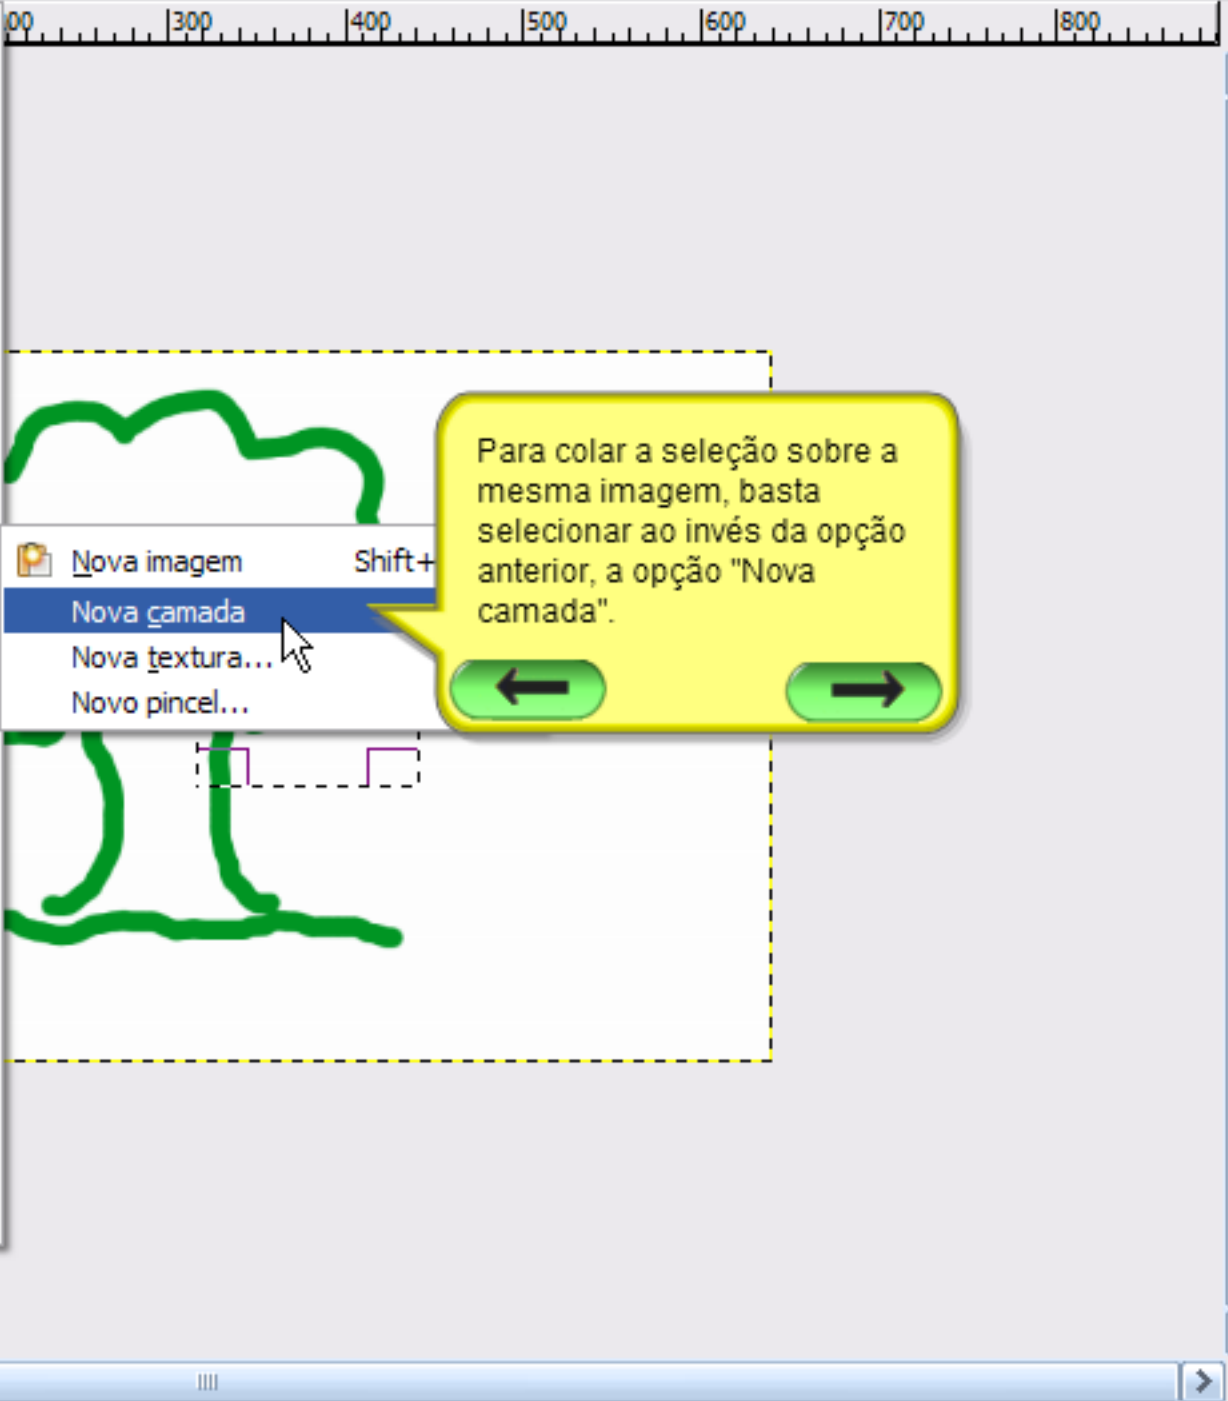 00 300 400 500 600 700 800
Para colar a seleção sobre a
mesma imagem, basta
selecionar ao invés da opção
anterior, a opção "Nova
camada".
Nova imagem Shift+
Nova camada
Nova textura...
Novo pincel...